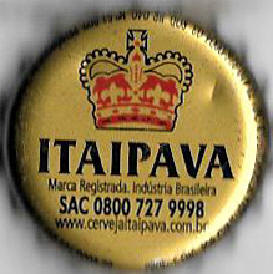 ITAIPAVA
Marca Registrada. Indústria Brasileira
SAC 0800 727 9998
www.cervejaitaipava.com.br